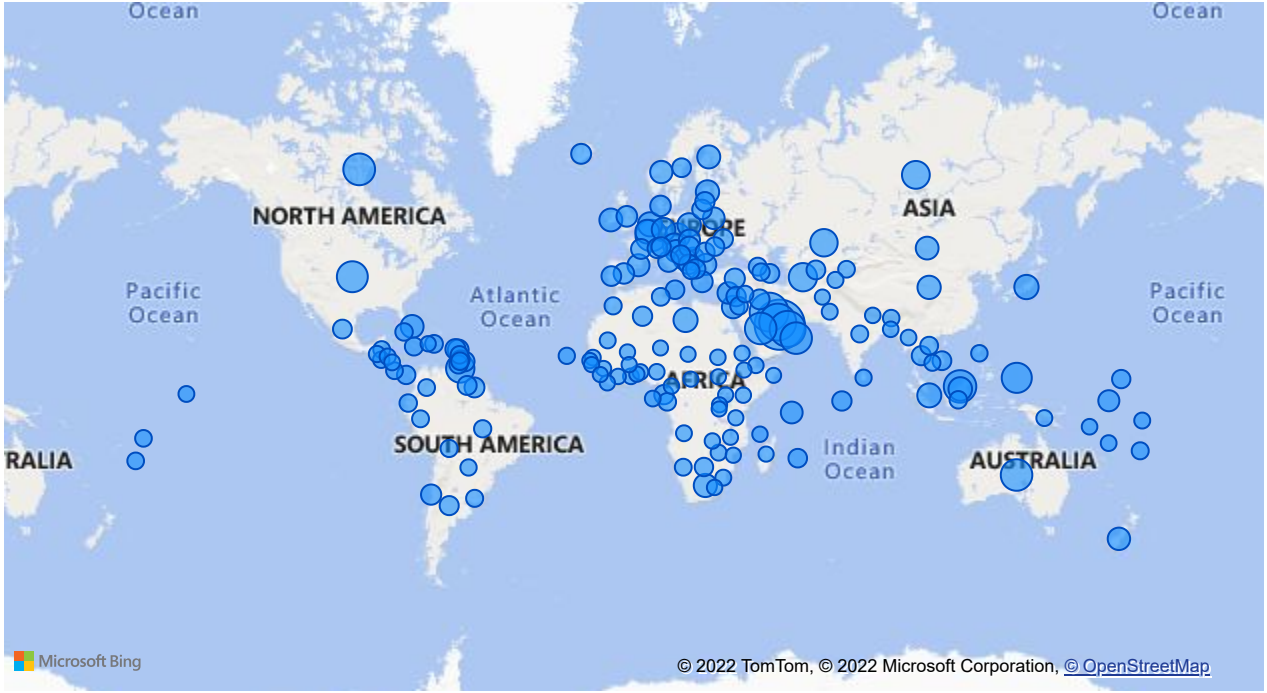 Ocean
Ocean
NORTH AMERICA
EUROPE
ASIA
Pacific
Ocean
Atlantic
Ocean
Pacific
Ocean
AFRICA
SOUTH AMERICA
Indian
Ocean
RALIA
AUSTRALIA
Microsoft Bing
© 2022 TomTom, © 2022 Microsoft Corporation, © OpenStreetMap